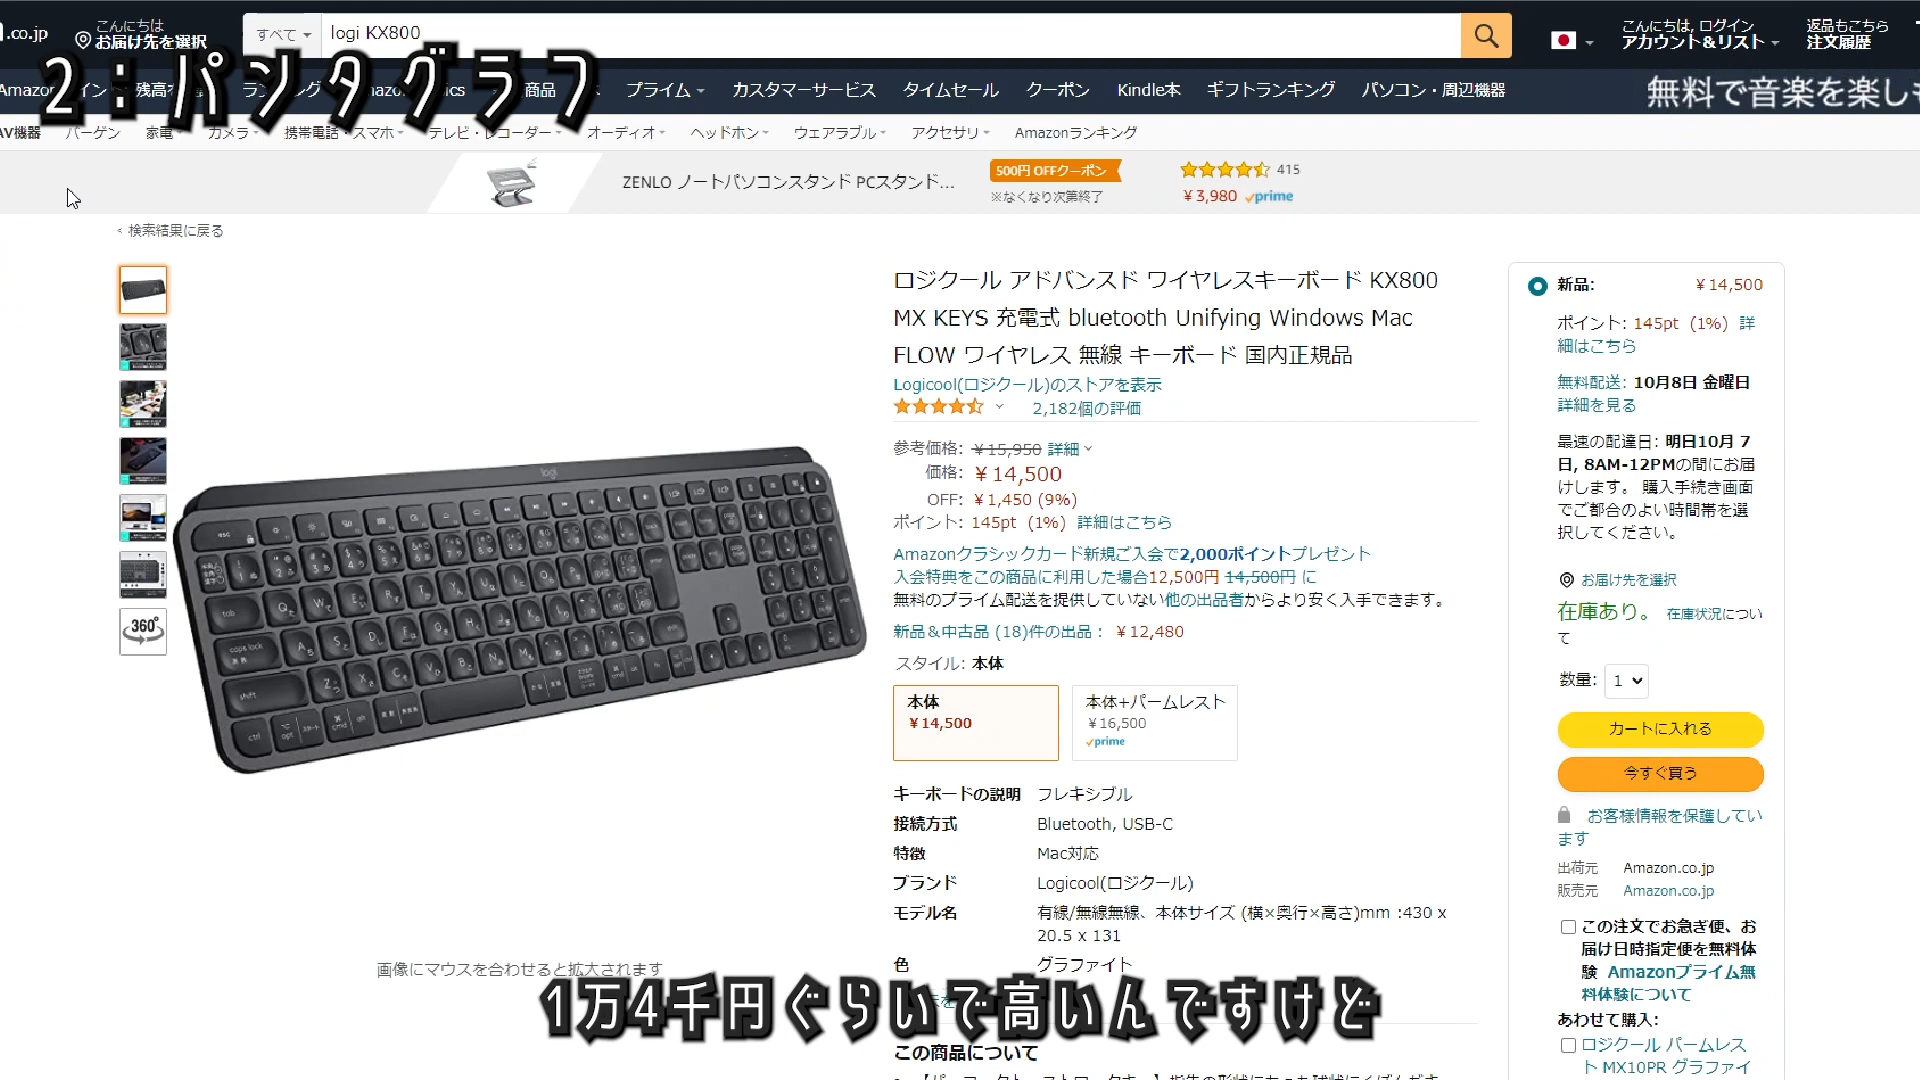 .co.jp
こんにちは
お届け先を選択
すべて
logi KX800
こんにちは, ログイン
アカウント&リスト
返品もこちら
注文履歴
2：パンタグラフ
プライム
カスタマーサービス
タイムセール
クーポン
Kindle本
ギフトランキング
パソコン・周辺機器
無料で音楽を楽し
AV機器
バーゲン
家電
カメラ
携帯電話・スマホ
テレビ・レコーダー
オーディオ
ヘッドホン
ウェアラブル
アクセサリ
Amazonランキング
ZENLO ノートパソコンスタンド PCスタンド...
500円 OFFクーポン
※なくなり次第終了
415
￥3,980 prime
< 検索結果に戻る
360°
logi
ロジクール アドバンスド ワイヤレスキーボード KX800
MX KEYS 充電式 bluetooth Unifying Windows Mac
FLOW ワイヤレス 無線 キーボード 国内正規品
Logicool(ロジクール)のストアを表示
2,182個の評価
参考価格: ￥15,950 詳細
価格: ￥14,500
OFF: ￥1,450 (9%)
ポイント: 145pt (1%) 詳細はこちら
Amazonクラシックカード新規ご入会で2,000ポイントプレゼント
入会特典をこの商品に利用した場合12,500円 14,500円 に
無料のプライム配送を提供していない他の出品者からより安く入手できます。
新品＆中古品 (18)件の出品： ￥12,480
スタイル: 本体
本体
￥14,500
本体+パームレスト
￥16,500
prime
キーボードの説明 フレキシブル
接続方式 Bluetooth, USB-C
特徴 Mac対応
ブランド Logicool(ロジクール)
モデル名 有線/無線無線、本体サイズ (横×奥行×高さ)mm :430 x
20.5 x 131
色 グラファイト
画像にマウスを合わせると拡大されます
1万4千円ぐらいで高いんですけど
この商品について
新品: ￥14,500
ポイント: 145pt (1%) 詳
細はこちら
無料配送: 10月8日 金曜日
詳細を見る
最速の配達日: 明日10月 7
日, 8AM-12PMの間にお届
けします。 購入手続き画面
でご都合のよい時間帯を選
択してください。
お届け先を選択
在庫あり。 在庫状況につい
て
数量: 1
カートに入れる
今すぐ買う
お客様情報を保護してい
ます
出荷元 Amazon.co.jp
販売元 Amazon.co.jp
この注文でお急ぎ便、お
届け日時指定便を無料体
験 Amazonプライム無
料体験について
あわせて購入:
ロジクール パームレス
ト MX10PR グラファイ